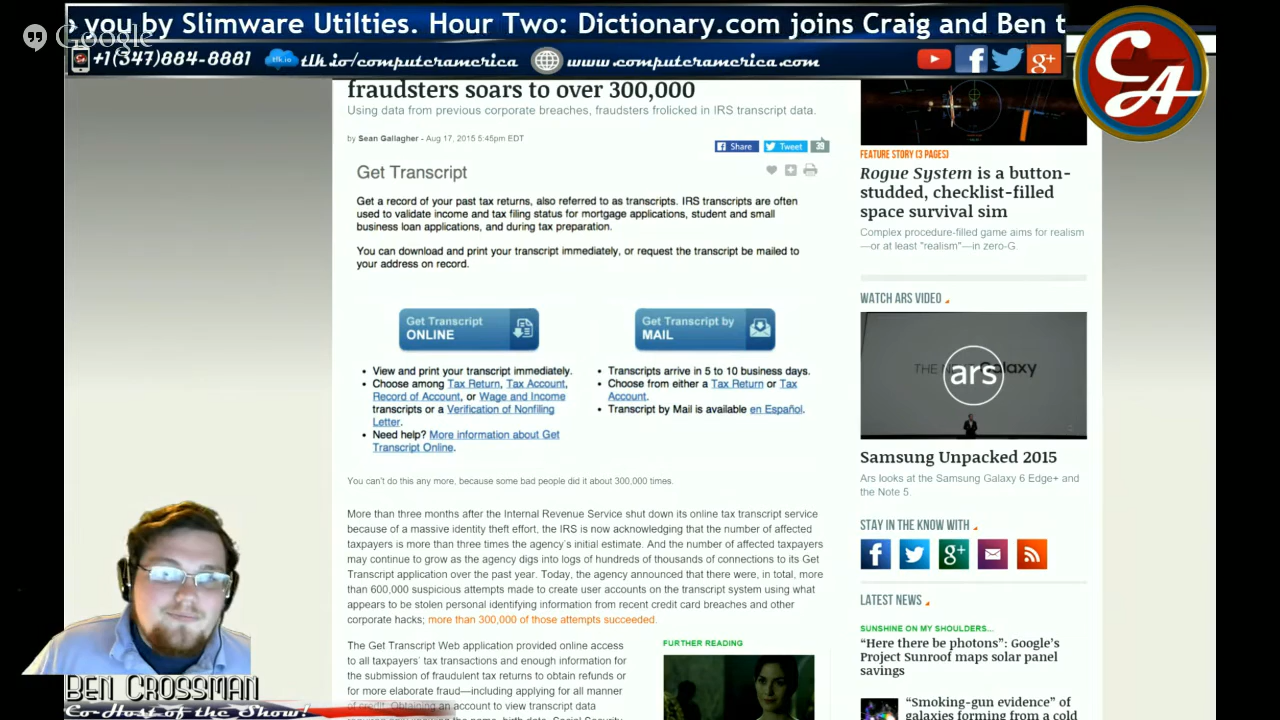 o you by Slimware Utilties. Hour Two: Dictionary.com joins Craig and Ben t
Google
+1(347)884-8881 tlk.io/computeramerica www.computeramerica.com
CA
fraudsters soars to over 300,000
Using data from previous corporate breaches, fraudsters frolicked in IRS transcript data.
by Sean Gallagher - Aug 17, 2015 5:45pm EDT
Share Tweet 39
Get Transcript
Get a record of your past tax returns, also referred to as transcripts. IRS transcripts are often
used to validate income and tax filing status for mortgage applications, student and small
business loan applications, and during tax preparation.
You can download and print your transcript immediately, or request the transcript be mailed to
your address on record.
Get Transcript
ONLINE
Get Transcript by
MAIL
• View and print your transcript immediately.
• Choose among Tax Return, Tax Account,
Record of Account, or Wage and Income
transcripts or a Verification of Nonfiling
Letter.
• Need help? More information about Get
Transcript Online.
• Transcripts arrive in 5 to 10 business days.
• Choose from either a Tax Return or Tax
Account.
• Transcript by Mail is available en Español.
You can't do this any more, because some bad people did it about 300,000 times.
More than three months after the Internal Revenue Service shut down its online tax transcript service
because of a massive identity theft effort, the IRS is now acknowledging that the number of affected
taxpayers is more than three times the agency's initial estimate. And the number of affected taxpayers
may continue to grow as the agency digs into logs of hundreds of thousands of connections to its Get
Transcript application over the past year. Today, the agency announced that there were, in total, more
than 600,000 suspicious attempts made to create user accounts on the transcript system using what
appears to be stolen personal identifying information from recent credit card breaches and other
corporate hacks; more than 300,000 of those attempts succeeded.
The Get Transcript Web application provided online access
to all taxpayers' tax transactions and enough information for
the submission of fraudulent tax returns to obtain refunds or
for more elaborate fraud—including applying for all manner
of credit. Obtaining an account to view transcript data
FURTHER READING
FEATURE STORY (3 PAGES)
Rogue System is a button-
studded, checklist-filled
space survival sim
Complex procedure-filled game aims for realism
—or at least "realism"—in zero-G.
WATCH ARS VIDEO
ars
THE Galaxy
Samsung Unpacked 2015
Ars looks at the Samsung Galaxy 6 Edge+ and
the Note 5.
STAY IN THE KNOW WITH
LATEST NEWS
SUNSHINE ON MY SHOULDERS...
“Here there be photons”: Google's
Project Sunroof maps solar panel
savings
“Smoking-gun evidence” of
galaxies forming from a cold
BEN CROSSMAN
Co-Host of the Show!